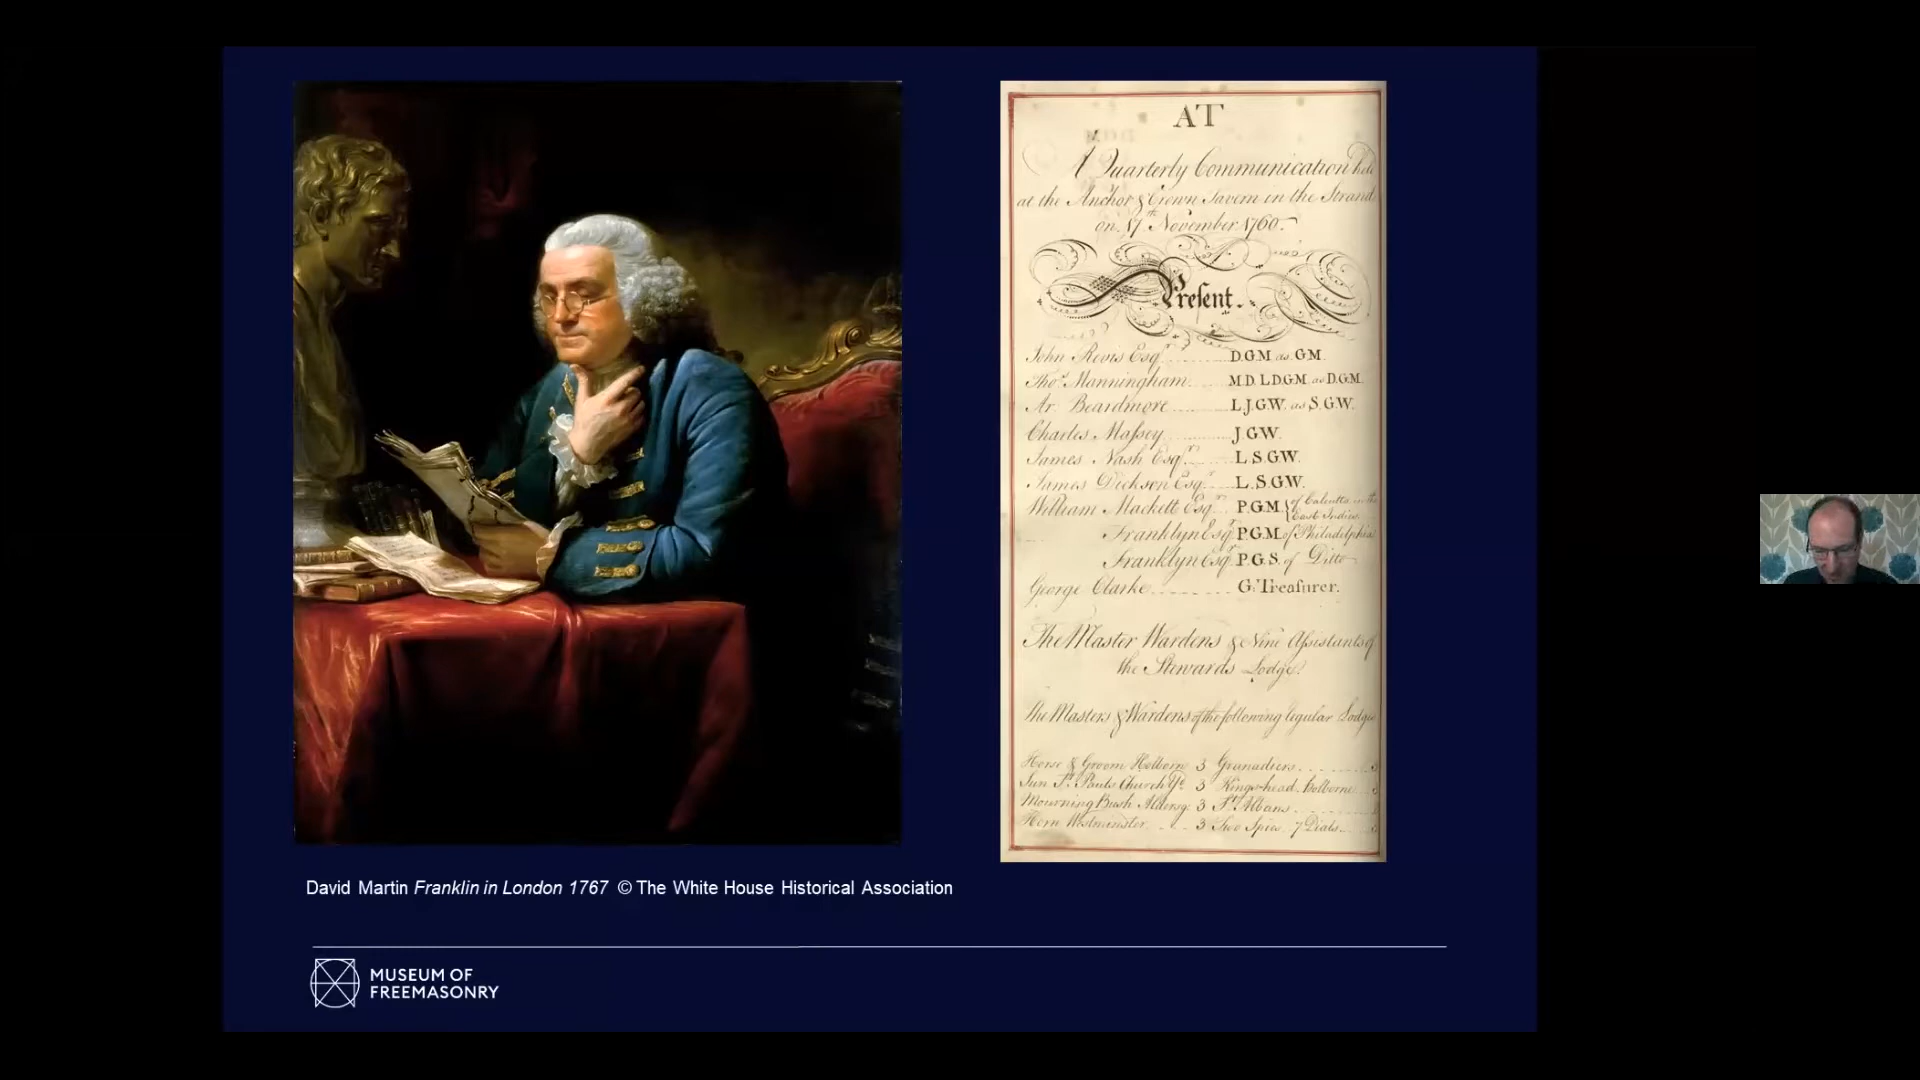 AT
A Quarterly Communication held
at the Anchor & Crown Tavern in the Strand
on 17th November 1760.
Preſent.
John Revis Esqr. D.G.M as GM.
Thos. Manningham M.D. L.D.G.M. as D.G.M.
Ar. Beardmore L.J.G.W. as S.G.W.
Charles Maſsey J.G.W.
James Nash Esqr. L.S.G.W.
James Dickson Esqr. L.S.G.W.
William Mackett Esqr. P.G.M. of Calcutta in the East Indies
Franklyn Esqr. P.G.M. of Philadelphia
Franklyn Esqr. P.G.S. of Ditto
George Clarke G. Treaſurer.
The Master Wardens & Nine Aſsistants of
the Stewards Lodge.
The Masters & Wardens of the following regular Lodges
Horse & Groom Holborn 3 Granadiers 3
Sun St. Pauls Church Yd. 3 Kings-head Holborne 3
Mourning Bush Aldersg. 3 St. Albans
Horn Westminster 3 Two Spies 7 Dials
David Martin Franklin in London 1767 © The White House Historical Association
MUSEUM OF
FREEMASONRY